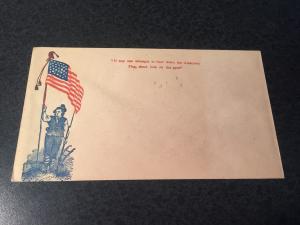 "If any one attempts to haul down the American
Flag, shoot him on the spot!"